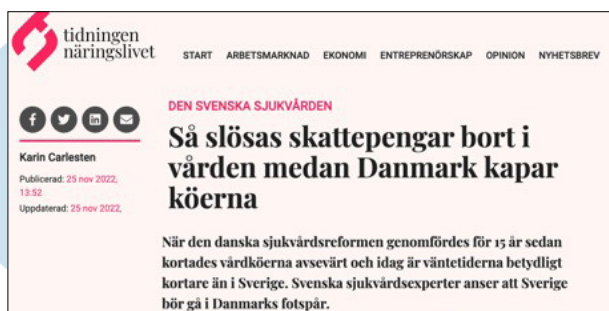 tidningen
näringslivet
START ARBETSMARKNAD EKONOMI ENTREPRENÖRSKAP OPINION NYHETSBREV
Karin Carlesten
Publicerad: 25 nov 2022,
13:52
Uppdaterad: 25 nov 2022,
DEN SVENSKA SJUKVÅRDEN
Så slösas skattepengar bort i
vården medan Danmark kapar
köerna
När den danska sjukvårdsreformen genomfördes för 15 år sedan
kortades vårdköerna avsevärt och idag är väntetiderna betydligt
kortare än i Sverige. Svenska sjukvårdsexperter anser att Sverige
bör gå i Danmarks fotspår.